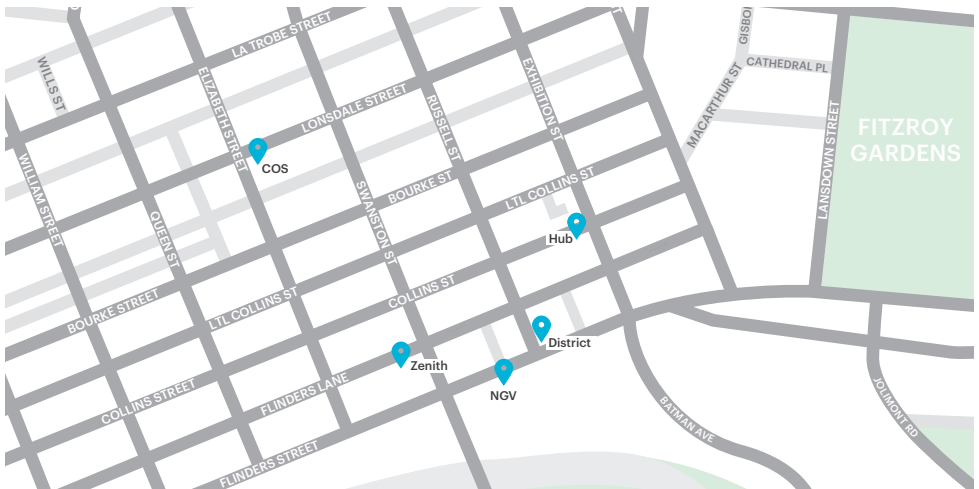 LA TROBE STREET
GISBO
CATHEDRAL PL
WILLS ST
ELIZABETH STREET
LONSDALE STREET
RUSSELL ST
EXHIBITION ST
MACARTHUR ST
LANSDOWN STREET
FITZROY
GARDENS
COS
WILLIAM STREET
QUEEN ST
SWANSTON ST
BOURKE ST
LTL COLLINS ST
Hub
BOURKE STREET
LTL COLLINS ST
COLLINS ST
District
Zenith
NGV
COLLINS STREET
FLINDERS LANE
FLINDERS STREET
BATMAN AVE
JOLIMONT RD